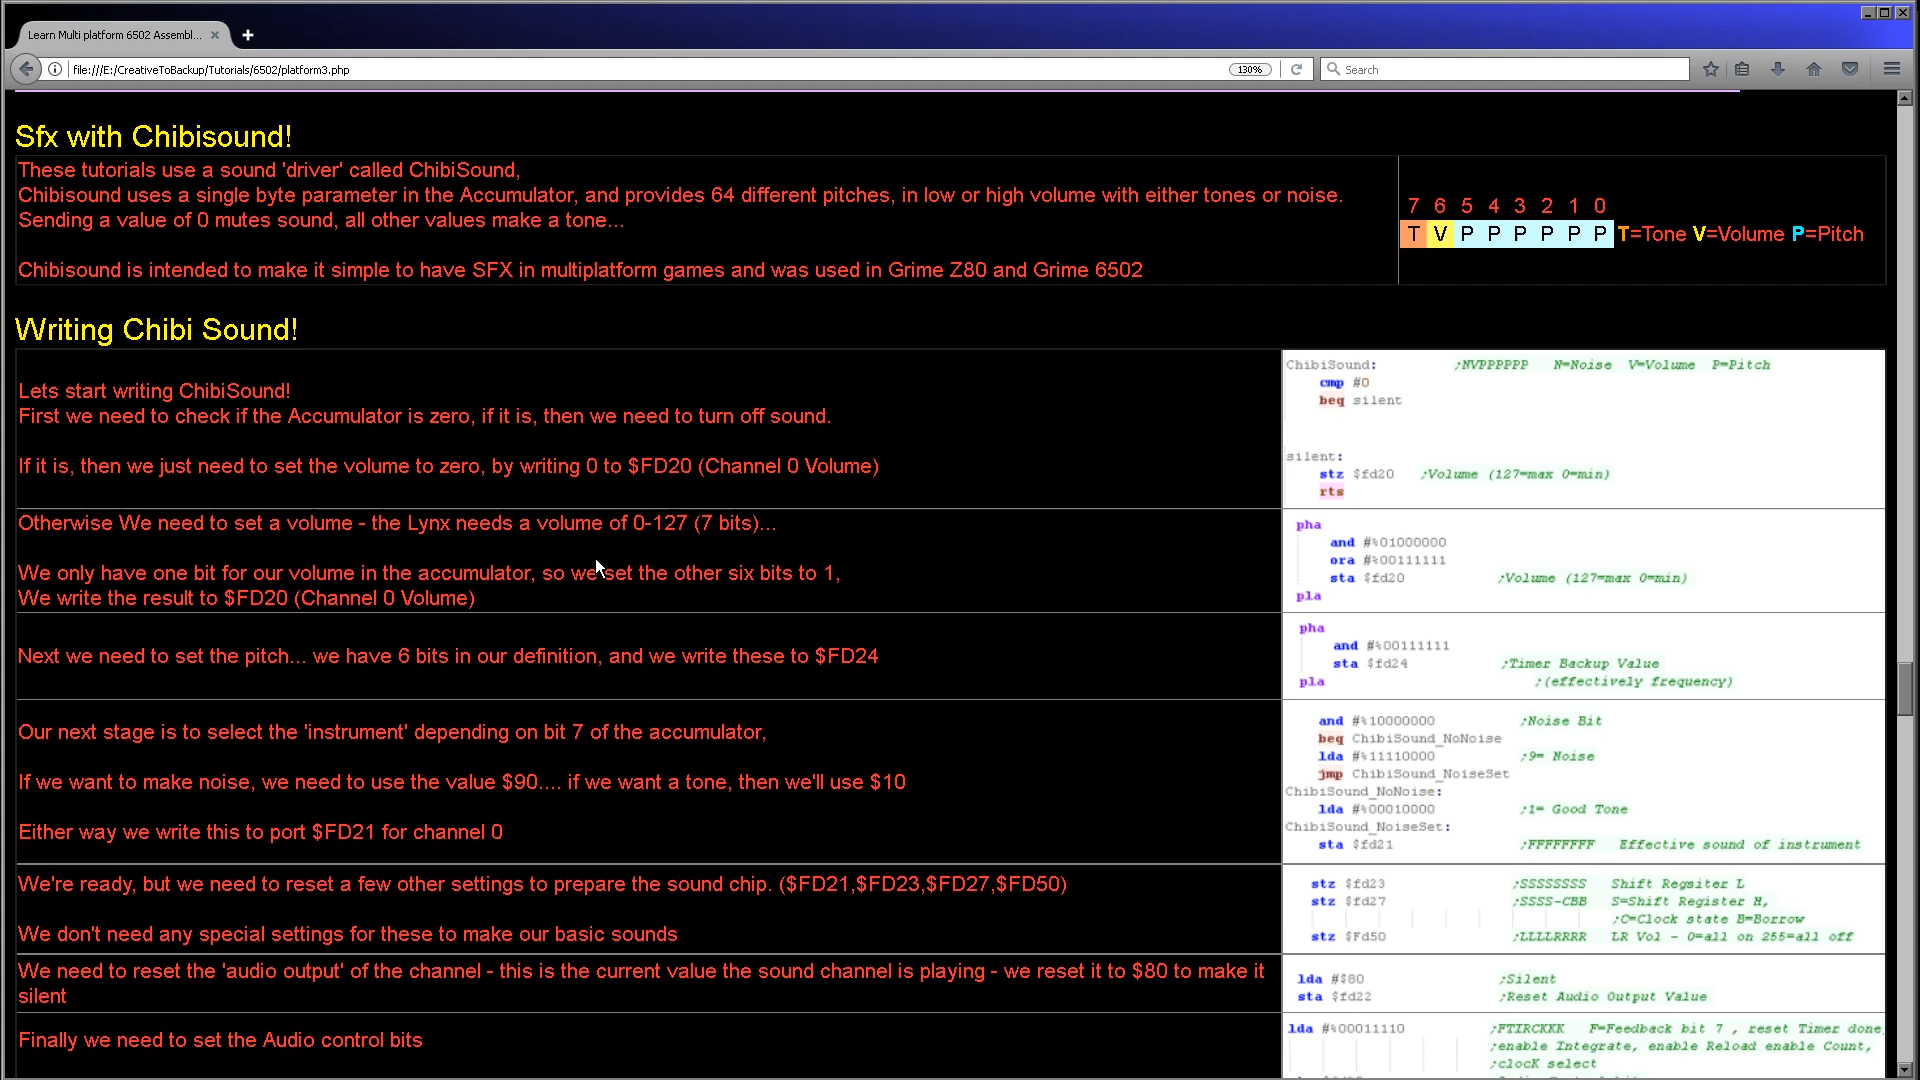 Learn Multi platform 6502 Assembl...
file:///E:/CreativeToBackup/Tutorials/6502/platform3.php
130%
Search
Sfx with Chibisound!
These tutorials use a sound 'driver' called ChibiSound,
Chibisound uses a single byte parameter in the Accumulator, and provides 64 different pitches, in low or high volume with either tones or noise.
Sending a value of 0 mutes sound, all other values make a tone...
Chibisound is intended to make it simple to have SFX in multiplatform games and was used in Grime Z80 and Grime 6502
7 6 5 4 3 2 1 0
T V P P P P P P T=Tone V=Volume P=Pitch
Writing Chibi Sound!
Lets start writing ChibiSound!
First we need to check if the Accumulator is zero, if it is, then we need to turn off sound.
If it is, then we just need to set the volume to zero, by writing 0 to $FD20 (Channel 0 Volume)
ChibiSound: ;NVPPPPPP N=Noise V=Volume P=Pitch
cmp #0
beq silent
silent:
stz $fd20 ;Volume (127=max 0=min)
rts
Otherwise We need to set a volume - the Lynx needs a volume of 0-127 (7 bits)...
We only have one bit for our volume in the accumulator, so we set the other six bits to 1,
We write the result to $FD20 (Channel 0 Volume)
pha
and #%01000000
ora #%00111111
sta $fd20 ;Volume (127=max 0=min)
pla
Next we need to set the pitch... we have 6 bits in our definition, and we write these to $FD24
pha
and #%00111111
sta $fd24 ;Timer Backup Value
pla ;(effectively frequency)
Our next stage is to select the 'instrument' depending on bit 7 of the accumulator,
If we want to make noise, we need to use the value $90.... if we want a tone, then we'll use $10
Either way we write this to port $FD21 for channel 0
and #%10000000 ;Noise Bit
beq ChibiSound_NoNoise
lda #%11110000 ;9= Noise
jmp ChibiSound_NoiseSet
ChibiSound_NoNoise:
lda #%00010000 ;1= Good Tone
ChibiSound_NoiseSet:
sta $fd21 ;FFFFFFFF Effective sound of instrument
We're ready, but we need to reset a few other settings to prepare the sound chip. ($FD21,$FD23,$FD27,$FD50)
We don't need any special settings for these to make our basic sounds
stz $fd23 ;SSSSSSSS Shift Regsiter L
stz $fd27 ;SSSS-CBB S=Shift Register H,
;C=Clock state B=Borrow
stz $Fd50 ;LLLLRRRR LR Vol - 0=all on 255=all off
We need to reset the 'audio output' of the channel - this is the current value the sound channel is playing - we reset it to $80 to make it
silent
lda #$80 ;Silent
sta $fd22 ;Reset Audio Output Value
Finally we need to set the Audio control bits
lda #%00011110 ;FTIRCKKK F=Feedback bit 7 , reset Timer done,
;enable Integrate, enable Reload enable Count,
;clocK select